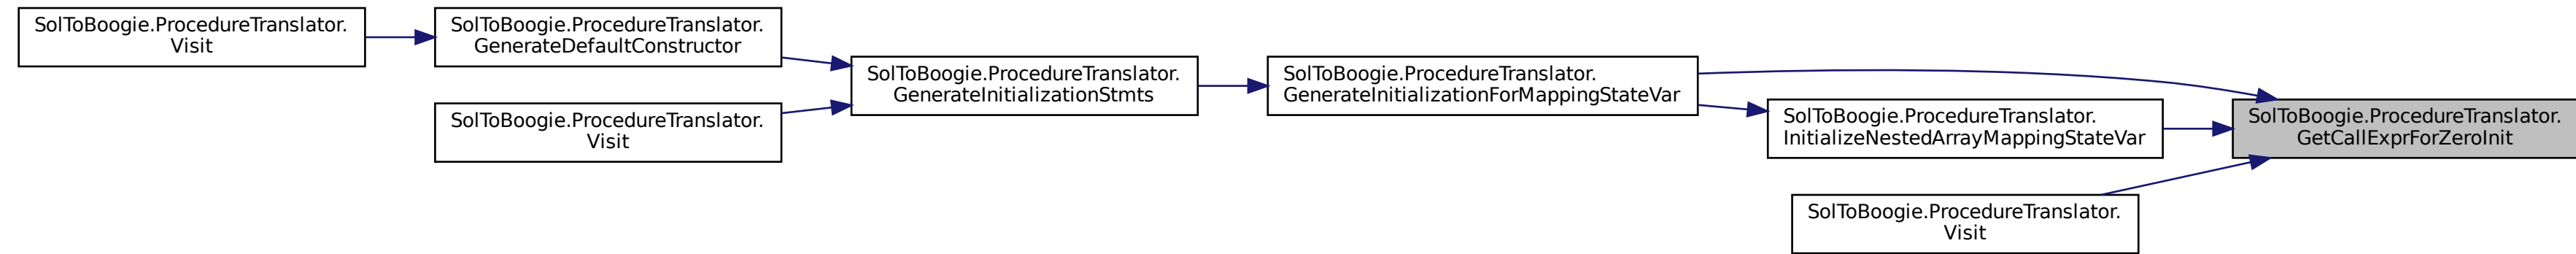 SolToBoogie.ProcedureTranslator.
Visit
SolToBoogie.ProcedureTranslator.
GenerateDefaultConstructor
SolToBoogie.ProcedureTranslator.
Visit
SolToBoogie.ProcedureTranslator.
GenerateInitializationStmts
SolToBoogie.ProcedureTranslator.
GenerateInitializationForMappingStateVar
SolToBoogie.ProcedureTranslator.
InitializeNestedArrayMappingStateVar
SolToBoogie.ProcedureTranslator.
Visit
SolToBoogie.ProcedureTranslator.
GetCallExprForZeroInit